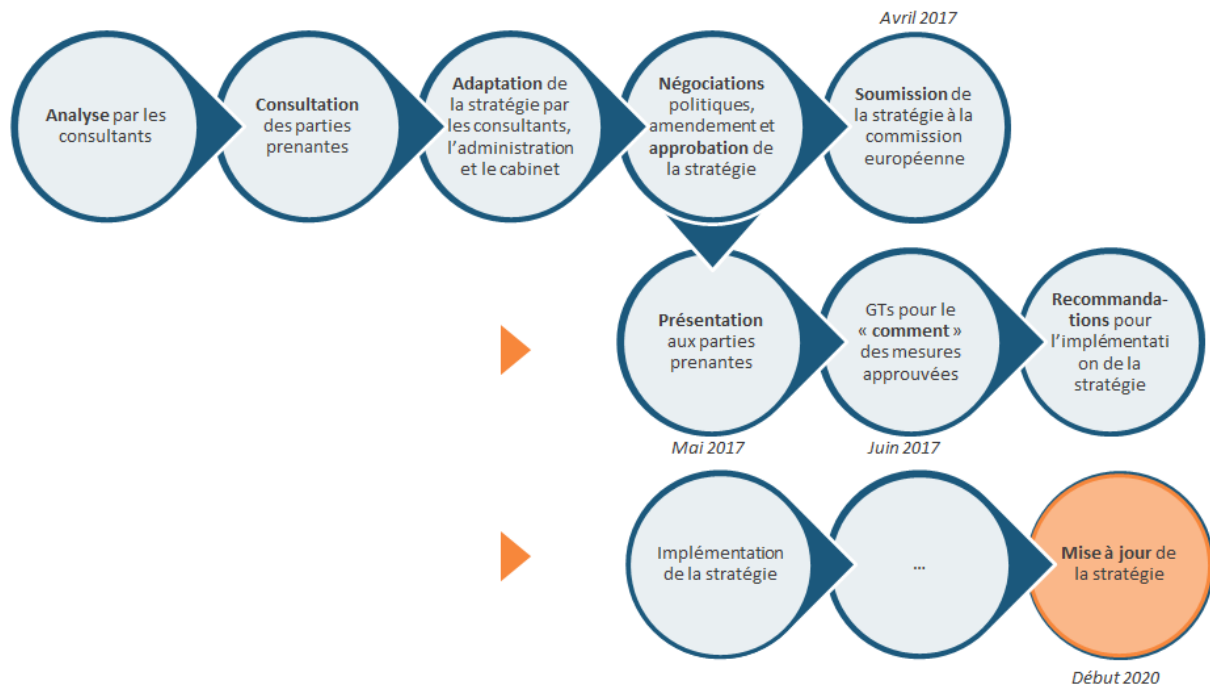 Avril 2017
Analyse par les
consultants
Consultation
des parties
prenantes
Adaptation de
la stratégie par
les consultants,
l'administration
et le cabinet
Négociations
politiques,
amendement et
approbation de
la stratégie
Soumission de
la stratégie à la
commission
européenne
Présentation
aux parties
prenantes
GTs pour le
« comment »
des mesures
approuvées
Recommanda-
tions pour
l'implémentati
on de la
stratégie
Mai 2017
Juin 2017
Implémentation
de la stratégie
...
Mise à jour de
la stratégie
Début 2020